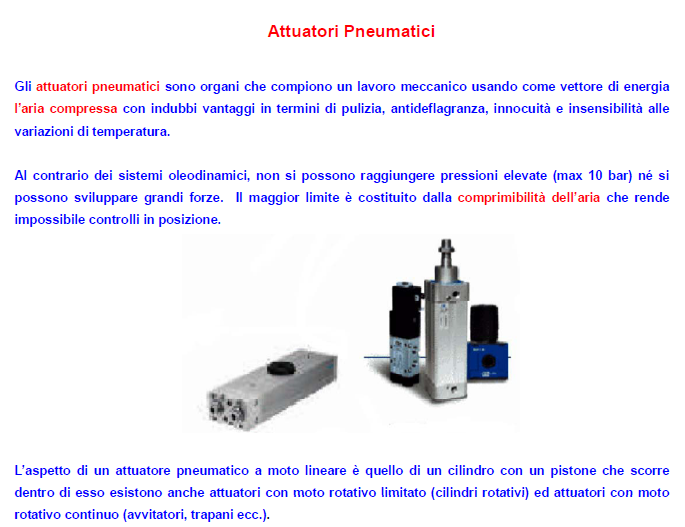 Attuatori Pneumatici
Gli attuatori pneumatici sono organi che compiono un lavoro meccanico usando come vettore di energia
l'aria compressa con indubbi vantaggi in termini di pulizia, antideflagranza, innocuità e insensibilità alle
variazioni di temperatura.
Al contrario dei sistemi oleodinamici, non si possono raggiungere pressioni elevate (max 10 bar) né si
possono sviluppare grandi forze. Il maggior limite è costituito dalla comprimibilità dell'aria che rende
impossibile controlli in posizione.
L'aspetto di un attuatore pneumatico a moto lineare è quello di un cilindro con un pistone che scorre
dentro di esso esistono anche attuatori con moto rotativo limitato (cilindri rotativi) ed attuatori con moto
rotativo continuo (avvitatori, trapani ecc.).